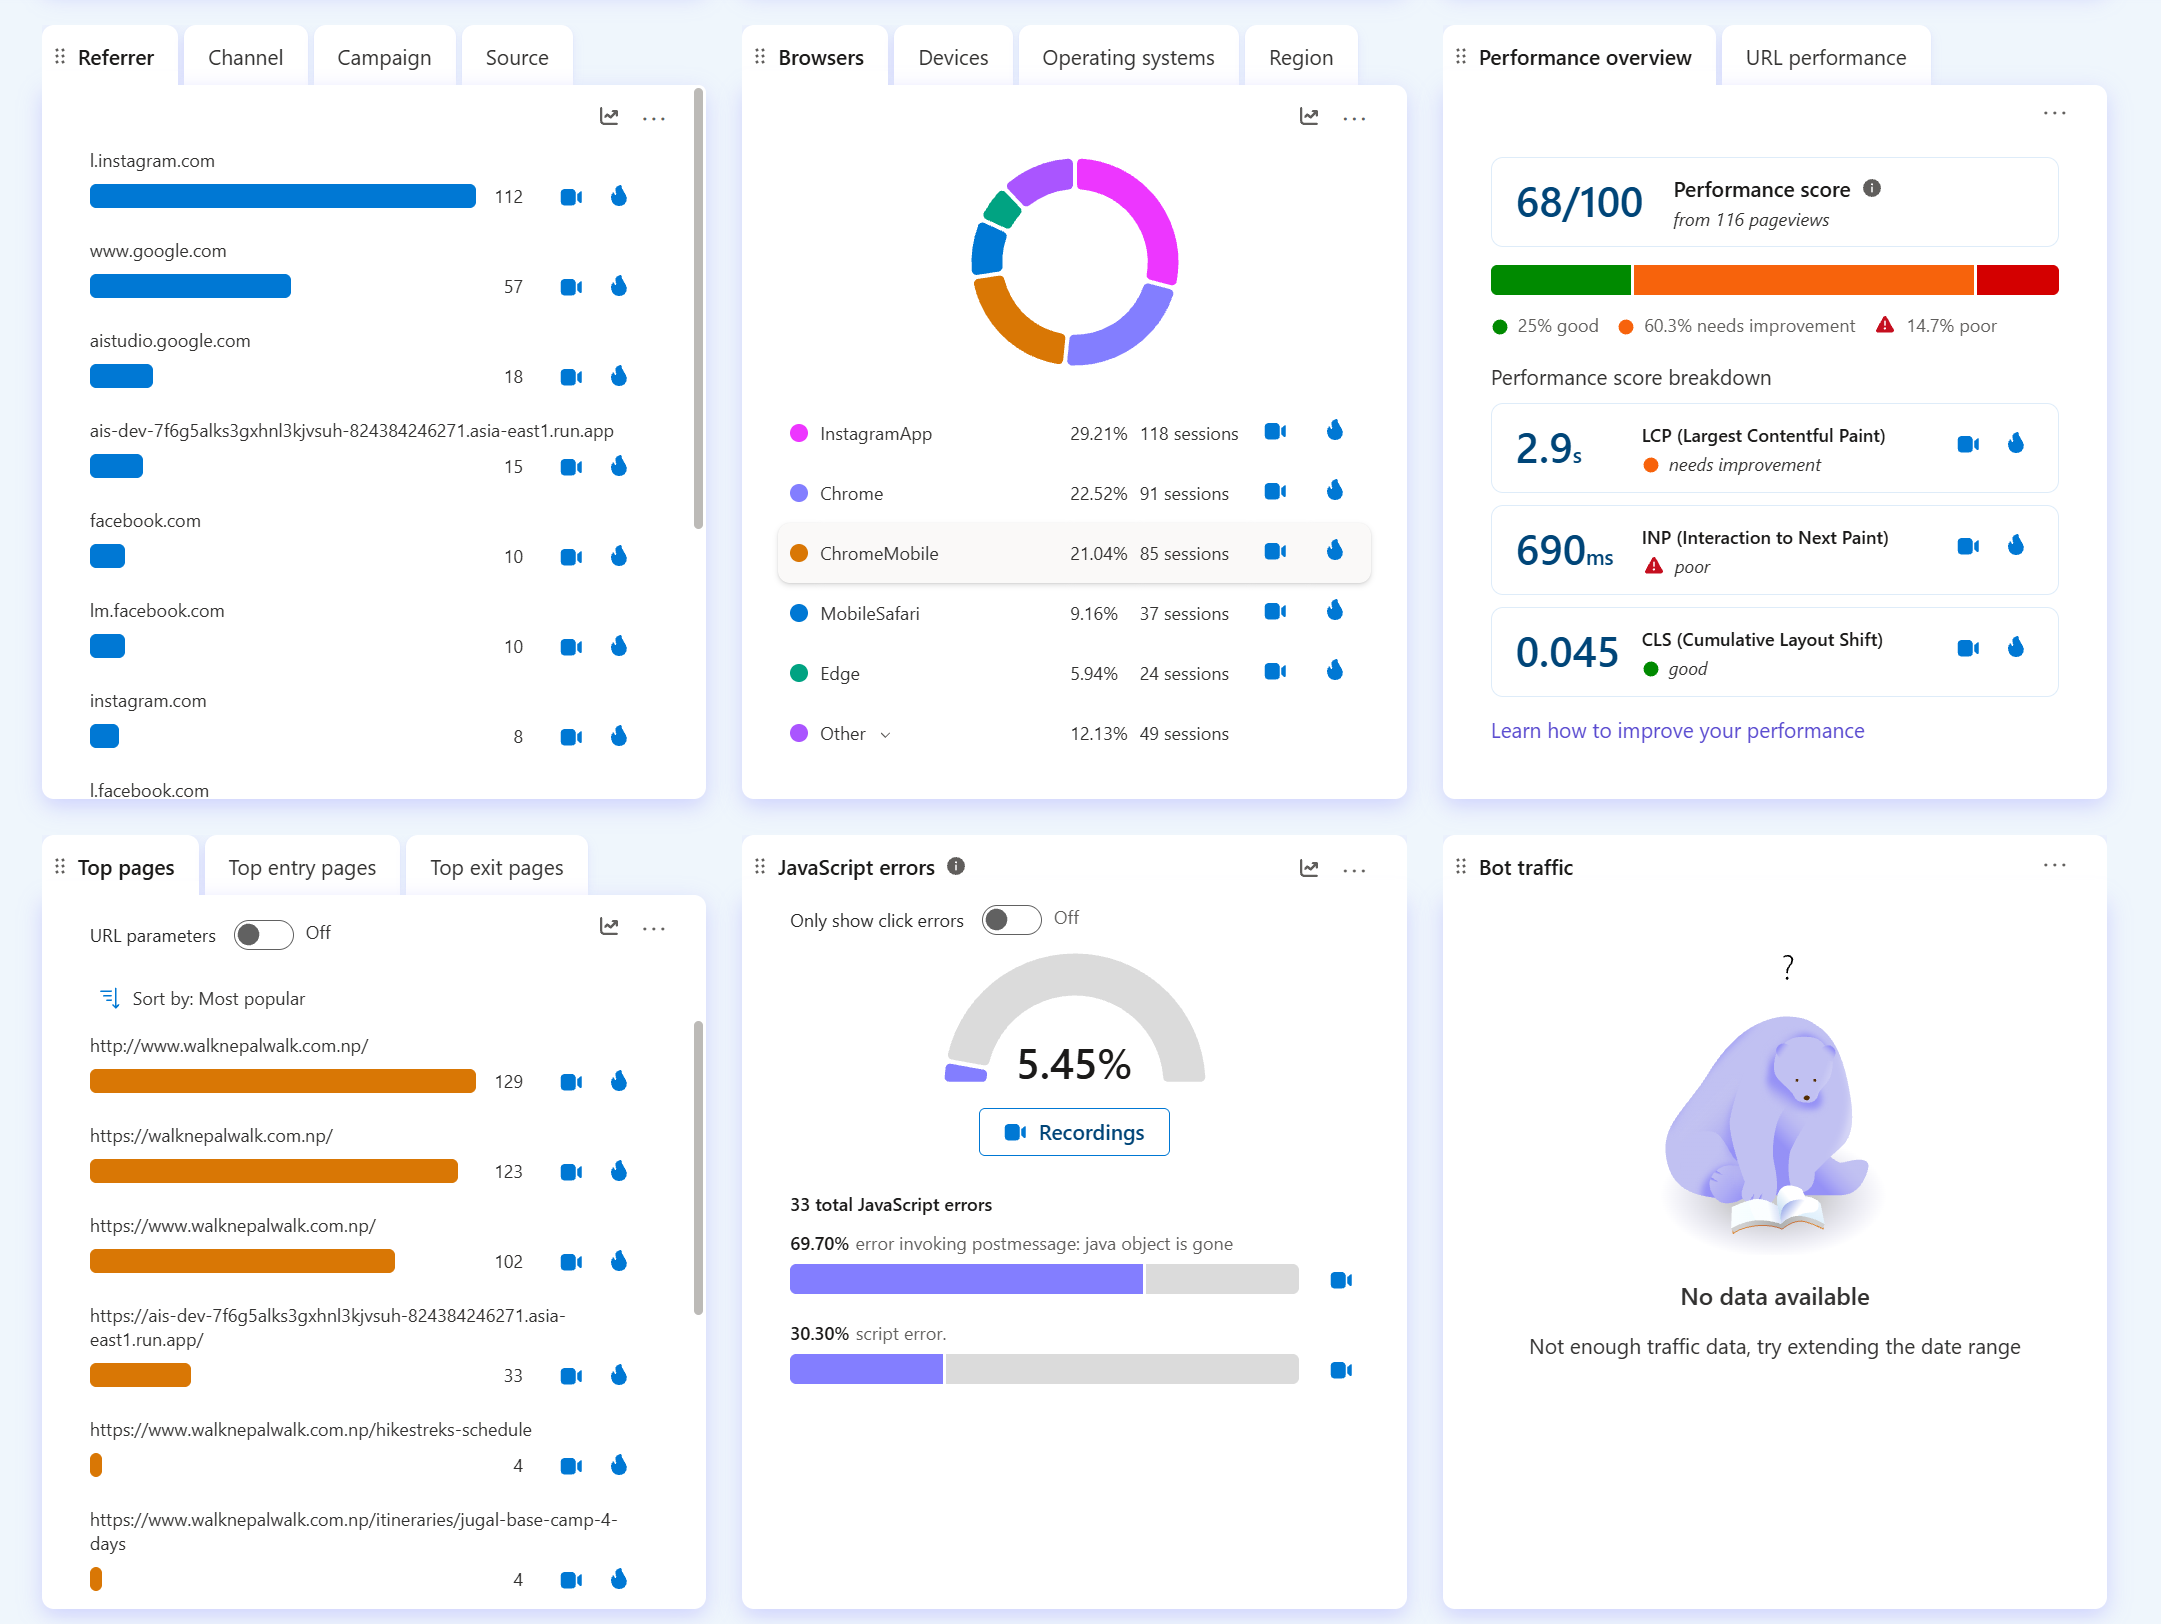 Referrer
Channel
Campaign
Source
l.instagram.com
112
www.google.com
57
aistudio.google.com
18
ais-dev-7f6g5alks3gxhnl3kjvsuh-824384246271.asia-east1.run.app
15
facebook.com
10
lm.facebook.com
10
instagram.com
8
l.facebook.com
Browsers
Devices
Operating systems
Region
InstagramApp 29.21% 118 sessions
Chrome 22.52% 91 sessions
ChromeMobile 21.04% 85 sessions
MobileSafari 9.16% 37 sessions
Edge 5.94% 24 sessions
Other 12.13% 49 sessions
Performance overview
URL performance
68/100
Performance score
from 116 pageviews
25% good 60.3% needs improvement 14.7% poor
Performance score breakdown
2.9s
LCP (Largest Contentful Paint)
needs improvement
690ms
INP (Interaction to Next Paint)
poor
0.045
CLS (Cumulative Layout Shift)
good
Learn how to improve your performance
Top pages
Top entry pages
Top exit pages
URL parameters Off
Sort by: Most popular
http://www.walknepalwalk.com.np/
129
https://walknepalwalk.com.np/
123
https://www.walknepalwalk.com.np/
102
https://ais-dev-7f6g5alks3gxhnl3kjvsuh-824384246271.asia-
east1.run.app/
33
https://www.walknepalwalk.com.np/hikestreks-schedule
4
https://www.walknepalwalk.com.np/itineraries/jugal-base-camp-4-
days
4
JavaScript errors
Only show click errors Off
5.45%
Recordings
33 total JavaScript errors
69.70% error invoking postmessage: java object is gone
30.30% script error.
Bot traffic
?
No data available
Not enough traffic data, try extending the date range